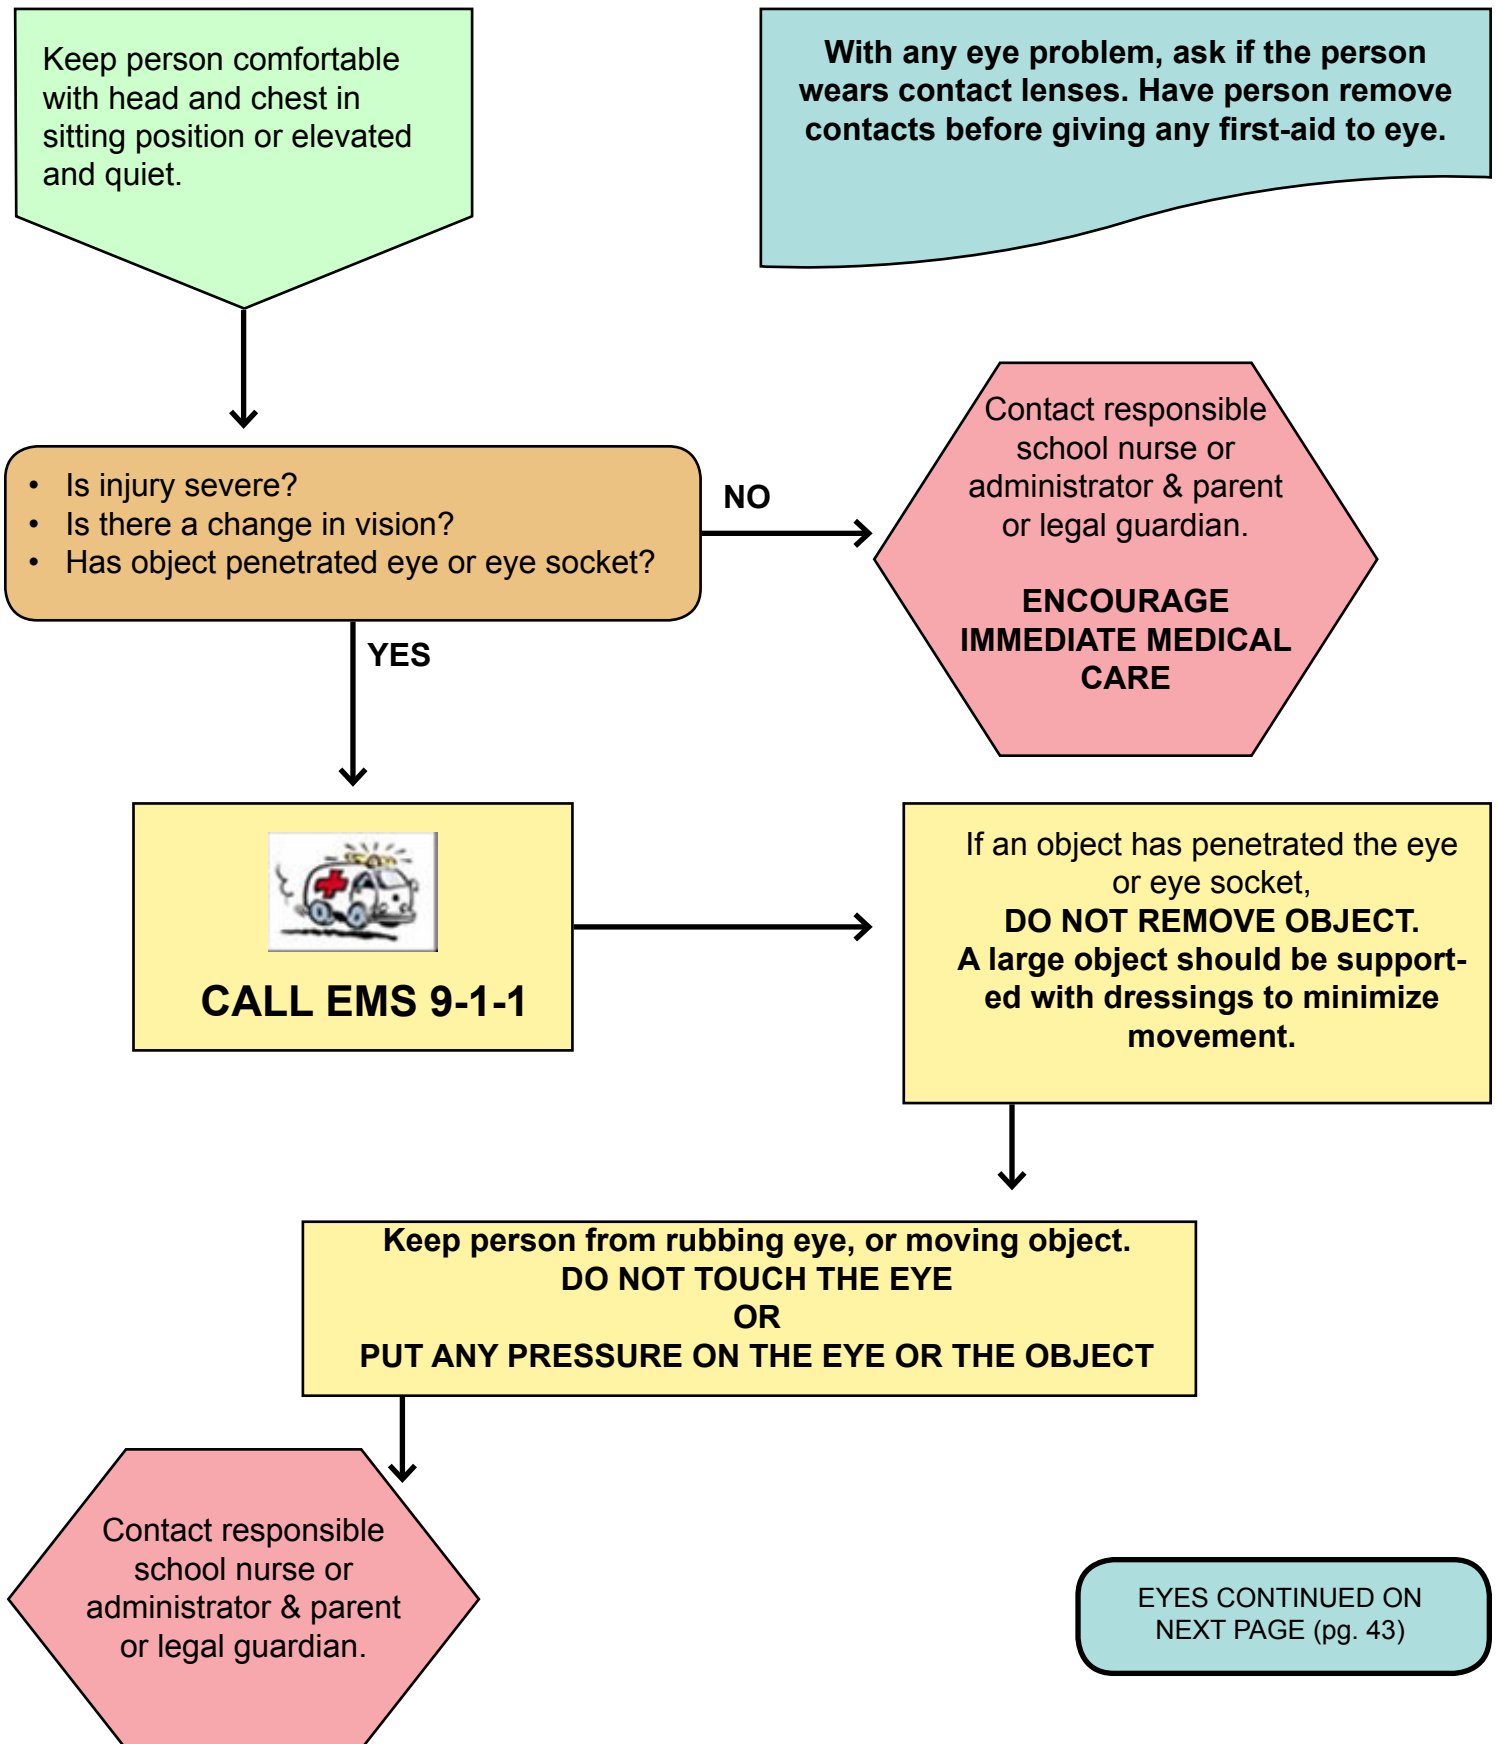 Keep person comfortable
with head and chest in
sitting position or elevated
and quiet.
With any eye problem, ask if the person
wears contact lenses. Have person remove
contacts before giving any first-aid to eye.
• Is injury severe?
• Is there a change in vision?
• Has object penetrated eye or eye socket?
NO
Contact responsible
school nurse or
administrator & parent
or legal guardian.
ENCOURAGE
IMMEDIATE MEDICAL
CARE
YES
CALL EMS 9-1-1
If an object has penetrated the eye
or eye socket,
DO NOT REMOVE OBJECT.
A large object should be support-
ed with dressings to minimize
movement.
Keep person from rubbing eye, or moving object.
DO NOT TOUCH THE EYE
OR
PUT ANY PRESSURE ON THE EYE OR THE OBJECT
Contact responsible
school nurse or
administrator & parent
or legal guardian.
EYES CONTINUED ON
NEXT PAGE (pg. 43)